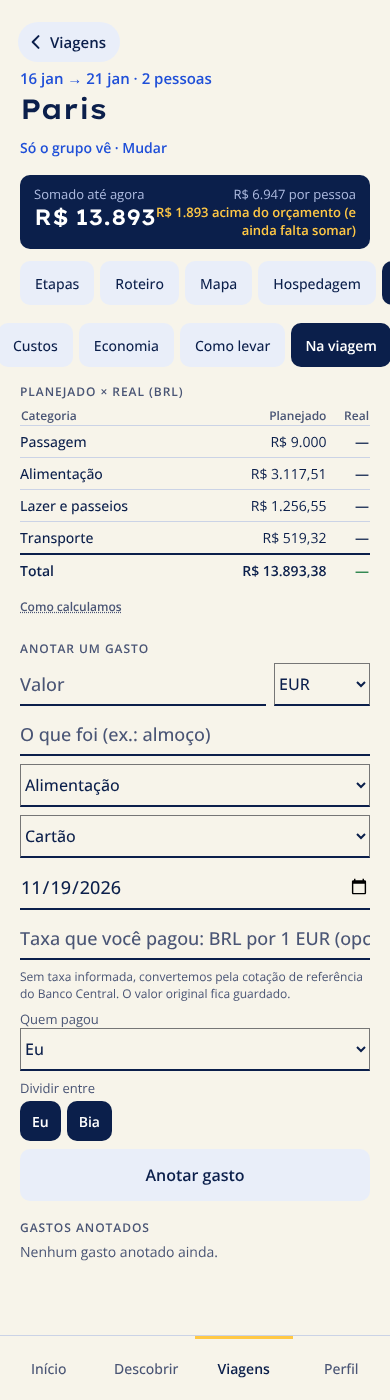 Viagens
16 jan → 21 jan · 2 pessoas
Paris
Só o grupo vê · Mudar
Somado até agora
R$ 6.947 por pessoa
R$ 13.893
R$ 1.893 acima do orçamento (e
ainda falta somar)
Etapas Roteiro Mapa Hospedagem
Custos Economia Como levar Na viagem
PLANEJADO × REAL (BRL)
Categoria Planejado Real
Passagem R$ 9.000 —
Alimentação R$ 3.117,51 —
Lazer e passeios R$ 1.256,55 —
Transporte R$ 519,32 —
Total R$ 13.893,38 —
Como calculamos
ANOTAR UM GASTO
Valor EUR
O que foi (ex.: almoço)
Alimentação
Cartão
11/19/2026
Taxa que você pagou: BRL por 1 EUR (opc
Sem taxa informada, convertemos pela cotação de referência
do Banco Central. O valor original fica guardado.
Quem pagou
Eu
Dividir entre
Eu Bia
Anotar gasto
GASTOS ANOTADOS
Nenhum gasto anotado ainda.
Início Descobrir Viagens Perfil